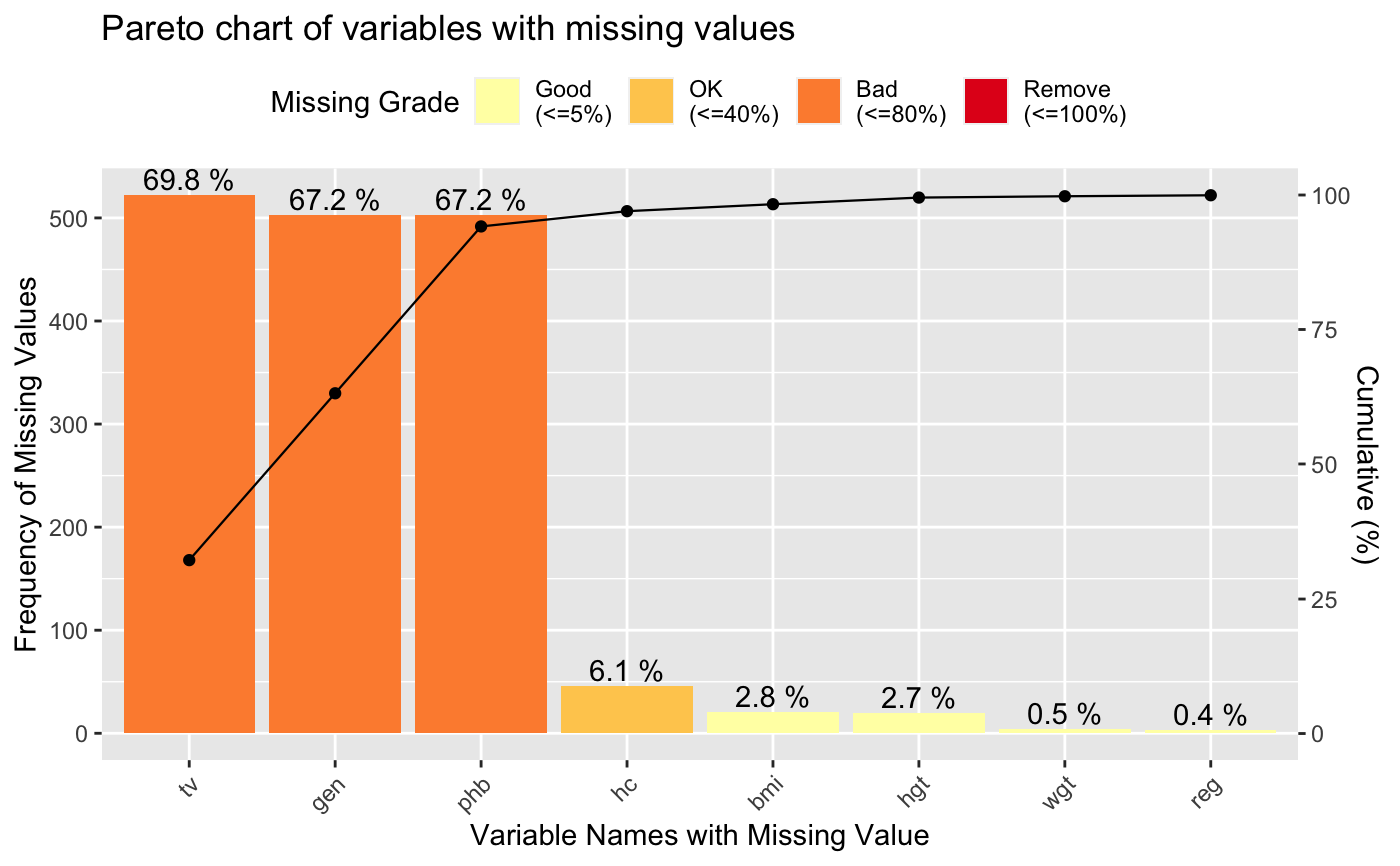 Pareto chart of variables with missing values
Missing Grade
Good
(<=5%)
OK
(<=40%)
Bad
(<=80%)
Remove
(<=100%)
69.8 %
67.2 %
67.2 %
6.1 %
2.8 %
2.7 %
0.5 %
0.4 %
Frequency of Missing Values
500
400
300
200
100
0
100
75
50
25
0
Cumulative (%)
tv
gen
phb
hc
bmi
hgt
wgt
reg
Variable Names with Missing Value